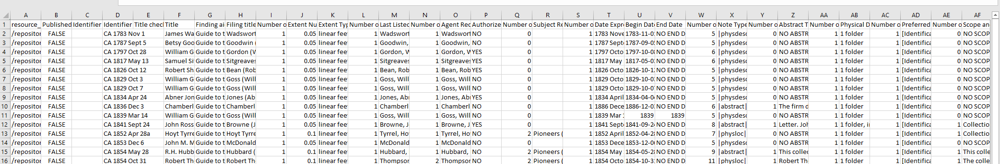 A B C D E F G H I J K L M N O P Q R S T U V W X Y Z AA AB AC AD AE AF
1 resource_ Published Identifier Identifier Title chec Title Finding ai Filing title Number o Extent Nu Extent Typ Number o Last Listed Number o Agent Rec Authorize Number o Subject Re Number o Date Expr Begin Date End Date Number o Note Type Number o Abstract T Number o Physical D Number o Preferred Number o Scope an
2 /repositor FALSE CA 1783 Nov 1 James Wa Guide to t Wadswort 1 0.05 linear fee 1 Wadswort 1 Wadswort NO 0 1 1783 Nove 1783-11-0 NO END D 5 |physdesc 0 NO ABSTR 1 1 folder 1 [Identifica 0 NO SCOP
3 /repositor FALSE CA 1787 Sept 5 Betsy Goo Guide to t Goodwin ( 1 0.05 linear fee 1 Goodwin, 1 Goodwin, NO 0 1 1787 Sept 1787-09-0 NO END D 5 |physdesc 0 NO ABSTR 1 1 folder 1 [Identifica 0 NO SCOP
4 /repositor FALSE CA 1797 Oct 28 William G Guide to t Gordon (W 1 0.05 linear fee 1 Gordon, W 1 Gordon, W YES 0 1 1797 Octo 1797-10-0 NO END D 6 |physdesc 0 NO ABSTR 1 1 folder 1 [Identifica 0 NO SCOP
5 /repositor FALSE CA 1817 May 13 Samuel Si Guide to t Sitgreaves 1 0.05 linear fee 1 Sitgreaves 1 Sitgreaves YES 0 1 1817 May 1817-05-0 NO END D 6 |physdesc 0 NO ABSTR 1 1 folder 1 [Identifica 0 NO SCOP
6 /repositor FALSE CA 1826 Oct 12 Robert Sh Guide to t Bean (Rob 1 0.05 linear fee 1 Bean, Rob 1 Bean, Rob YES 0 1 1826 Octo 1826-10-1 NO END D 5 |physdesc 0 NO ABSTR 1 1 folder 1 [Identifica 0 NO SCOP
7 /repositor FALSE CA 1829 Oct 3 William G Guide to t Goss (Will 1 0.05 linear fee 1 Goss, Will 1 Goss, Will NO 0 1 1829 Octo 1829-10-0 NO END D 5 |physdesc 0 NO ABSTR 1 1 folder 1 [Identifica 0 NO SCOP
8 /repositor FALSE CA 1829 Oct 7 William G Guide to t Goss (Will 1 0.05 linear fee 1 Goss, Will 1 Goss, Will NO 0 1 1829 Octo 1829-10-0 NO END D 5 |physdesc 0 NO ABSTR 1 1 folder 1 [Identifica 0 NO SCOP
9 /repositor FALSE CA 1834 Apr 24 Abner Jon Guide to t Jones (Ab 1 0.05 linear fee 1 Jones, Ab 1 Jones, Ab YES 0 1 1834 April 1834-04-0 NO END D 5 |physdesc 0 NO ABSTR 1 1 folder 1 [Identifica 0 NO SCOP
10 /repositor FALSE CA 1836 Dec 3 Chamberl Guide to t Chamberl 1 0.05 linear fee 1 Chamberl 1 Chamberl NO 0 1 1886 Dece 1886-12-0 NO END D 6 |abstract| 1 The firm d 1 1 folder 1 [Identifica 0 NO SCOP
11 /repositor FALSE CA 1839 Mar 14 William G Guide to t Goss (Will 1 0.05 linear fee 1 Goss, Will 1 Goss, Will NO 0 1 1839 Mar 1 1839 1839 5 |physdesc 0 NO ABSTR 1 1 folder 1 [Identifica 0 NO SCOP
12 /repositor FALSE CA 1841 Sept 24 John Ross Guide to t Browne (J 1 0.05 linear fee 1 Browne, J 1 Browne, J YES 0 1 1841 Sept 1841-09-2 NO END D 8 |abstract| 1 Letter. Joh 1 1 folder, i 1 [Identifica 1 Collectio
13 /repositor FALSE CA 1852 Apr 28a Hoyt Tyrre Guide to t Hoyt Tyrre 1 0.1 linear fee 1 Tyrrel, Ho 1 Tyrrel, Ho NO 2 Pioneers ( 1 1852 April 1852-04-2 NO END D 7 |physloc| 0 NO ABSTR 1 1 folder 1 [Identifica 1 Collectio
14 /repositor FALSE CA 1853 Dec 6 John M. M Guide to t McDonald 1 0.05 linear fee 1 McDonald 1 McDonald NO 0 1 1853 Dece 1853-12-0 NO END D 5 |physdesc 0 NO ABSTR 1 1 folder 1 [Identifica 0 NO SCOP
15 /repositor FALSE CA 1854 May 28 R.H. Hubb Guide to t Hubbard ( 1 0.1 linear fee 1 Hubbard, 1 Hubbard, NO 2 Pioneers ( 1 1854 May 1854-05-2 NO END D 9 |abstract| 1 This collec 1 1 folder 1 [Identifica 1 This colle
16 /repositor FALSE CA 1854 Oct 31 Robert Th Guide to t Robert Th 1 0.1 linear fee 1 Thompson 2 Thompson NO 2 Pioneers ( 1 1854 Octo 1854-10-3 NO END D 11 |physloc| 1 Robert Th 1 1 folder 1 [Identifica 1 The colle